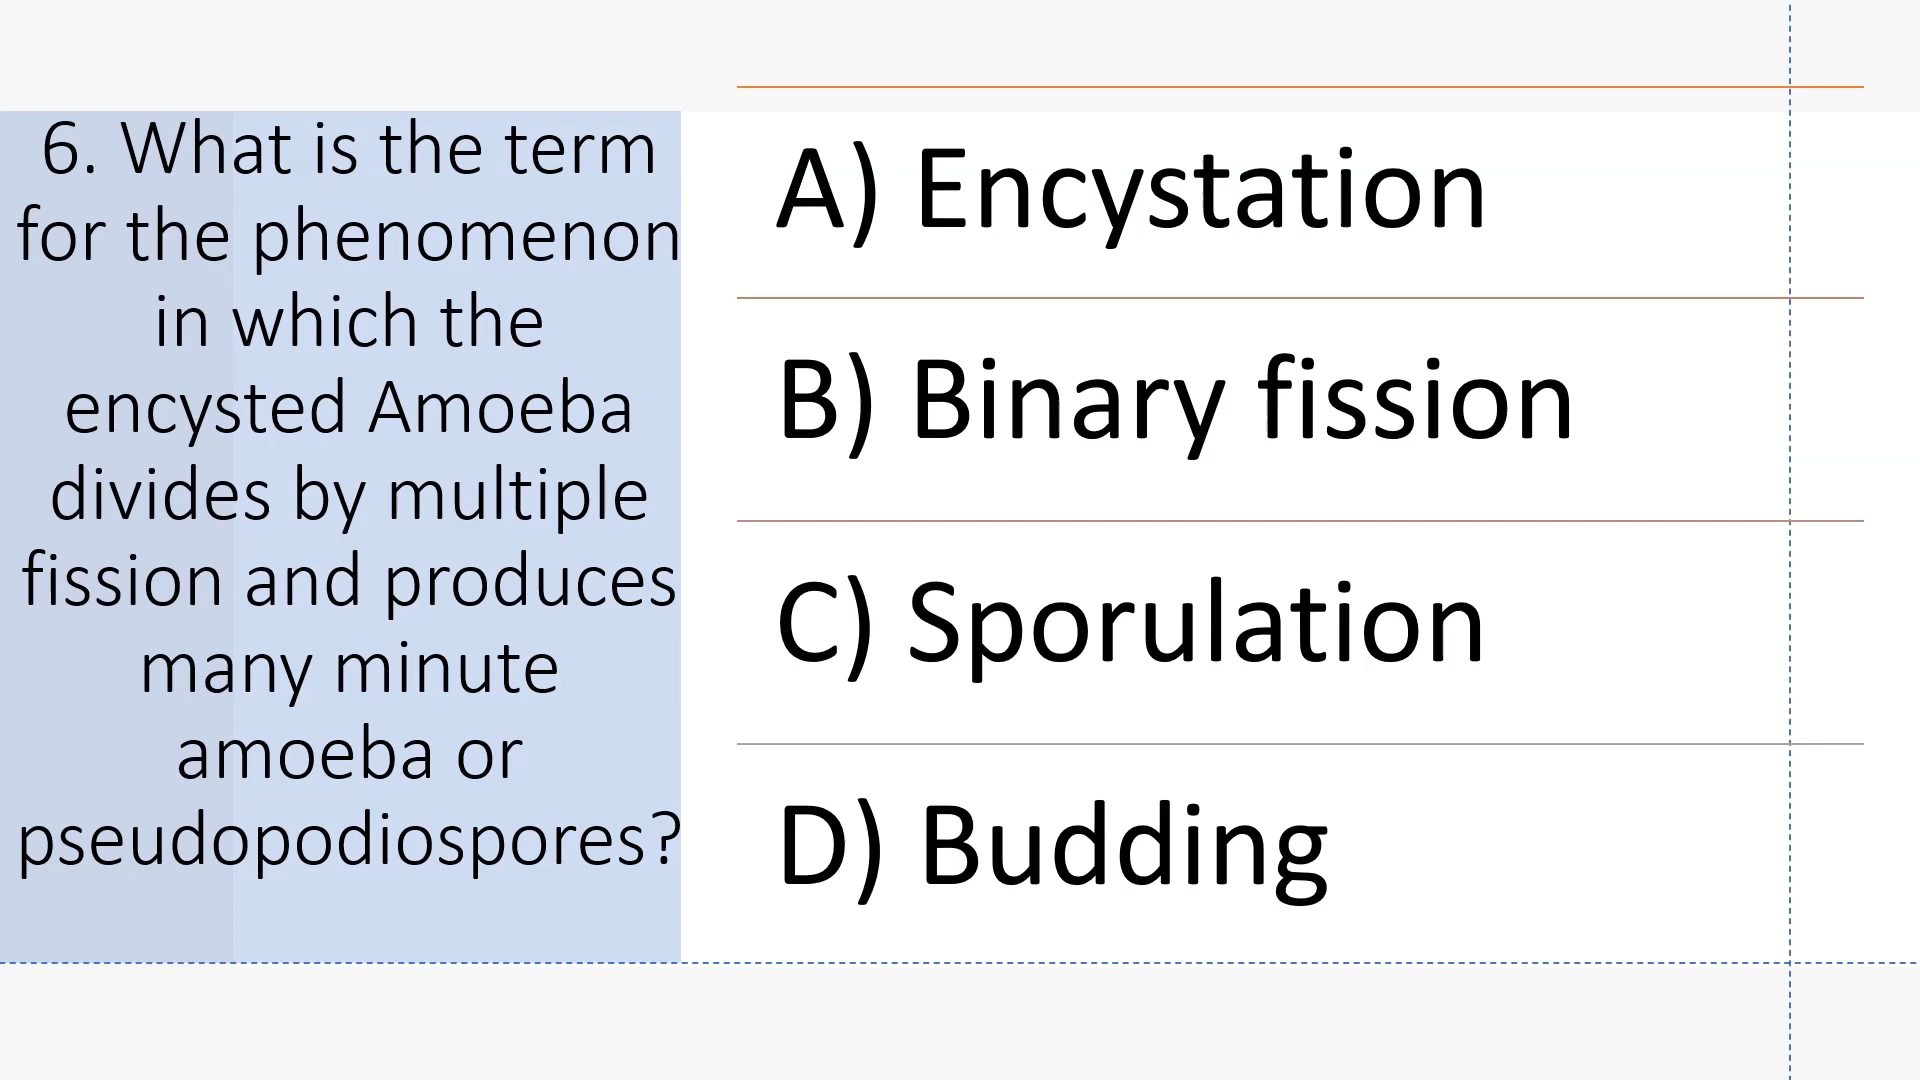 6. What is the term
for the phenomenon
in which the
encysted Amoeba
divides by multiple
fission and produces
many minute
amoeba or
pseudopodiospores?
A) Encystation
B) Binary fission
C) Sporulation
D) Budding